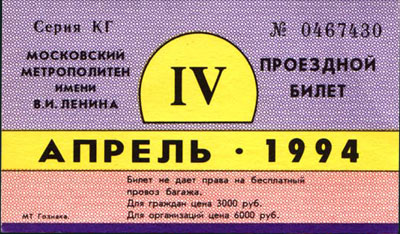 Серия КГ
№ 0467430
МОСКОВСКИЙ
МЕТРОПОЛИТЕН
ИМЕНИ
В.И. ЛЕНИНА
IV
ПРОЕЗДНОЙ
БИЛЕТ
АПРЕЛЬ · 1994
Билет не дает права на бесплатный
провоз багажа.
Для граждан цена 3000 руб.
Для организаций цена 6000 руб.
МТ Гознака.